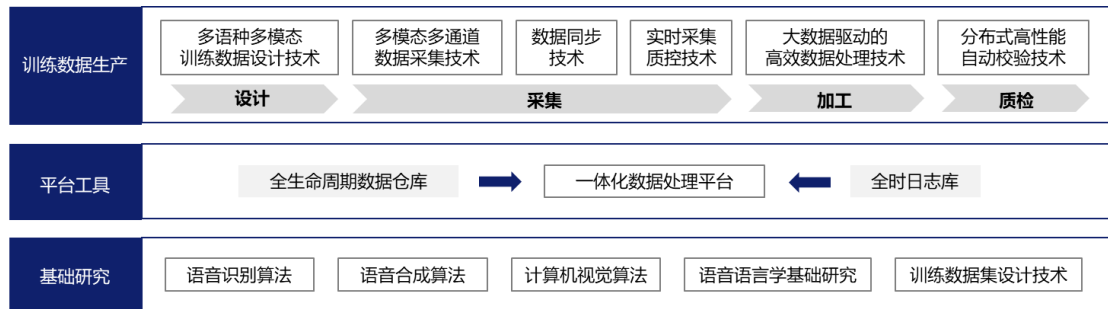 训练数据生产
多语种多模态
训练数据设计技术
多模态多通道
数据采集技术
数据同步
技术
实时采集
质控技术
大数据驱动的
高效数据处理技术
分布式高性能
自动校验技术
设计
采集
加工
质检
平台工具
全生命周期数据仓库
一体化数据处理平台
全时日志库
基础研究
语音识别算法
语音合成算法
计算机视觉算法
语音语言学基础研究
训练数据集设计技术